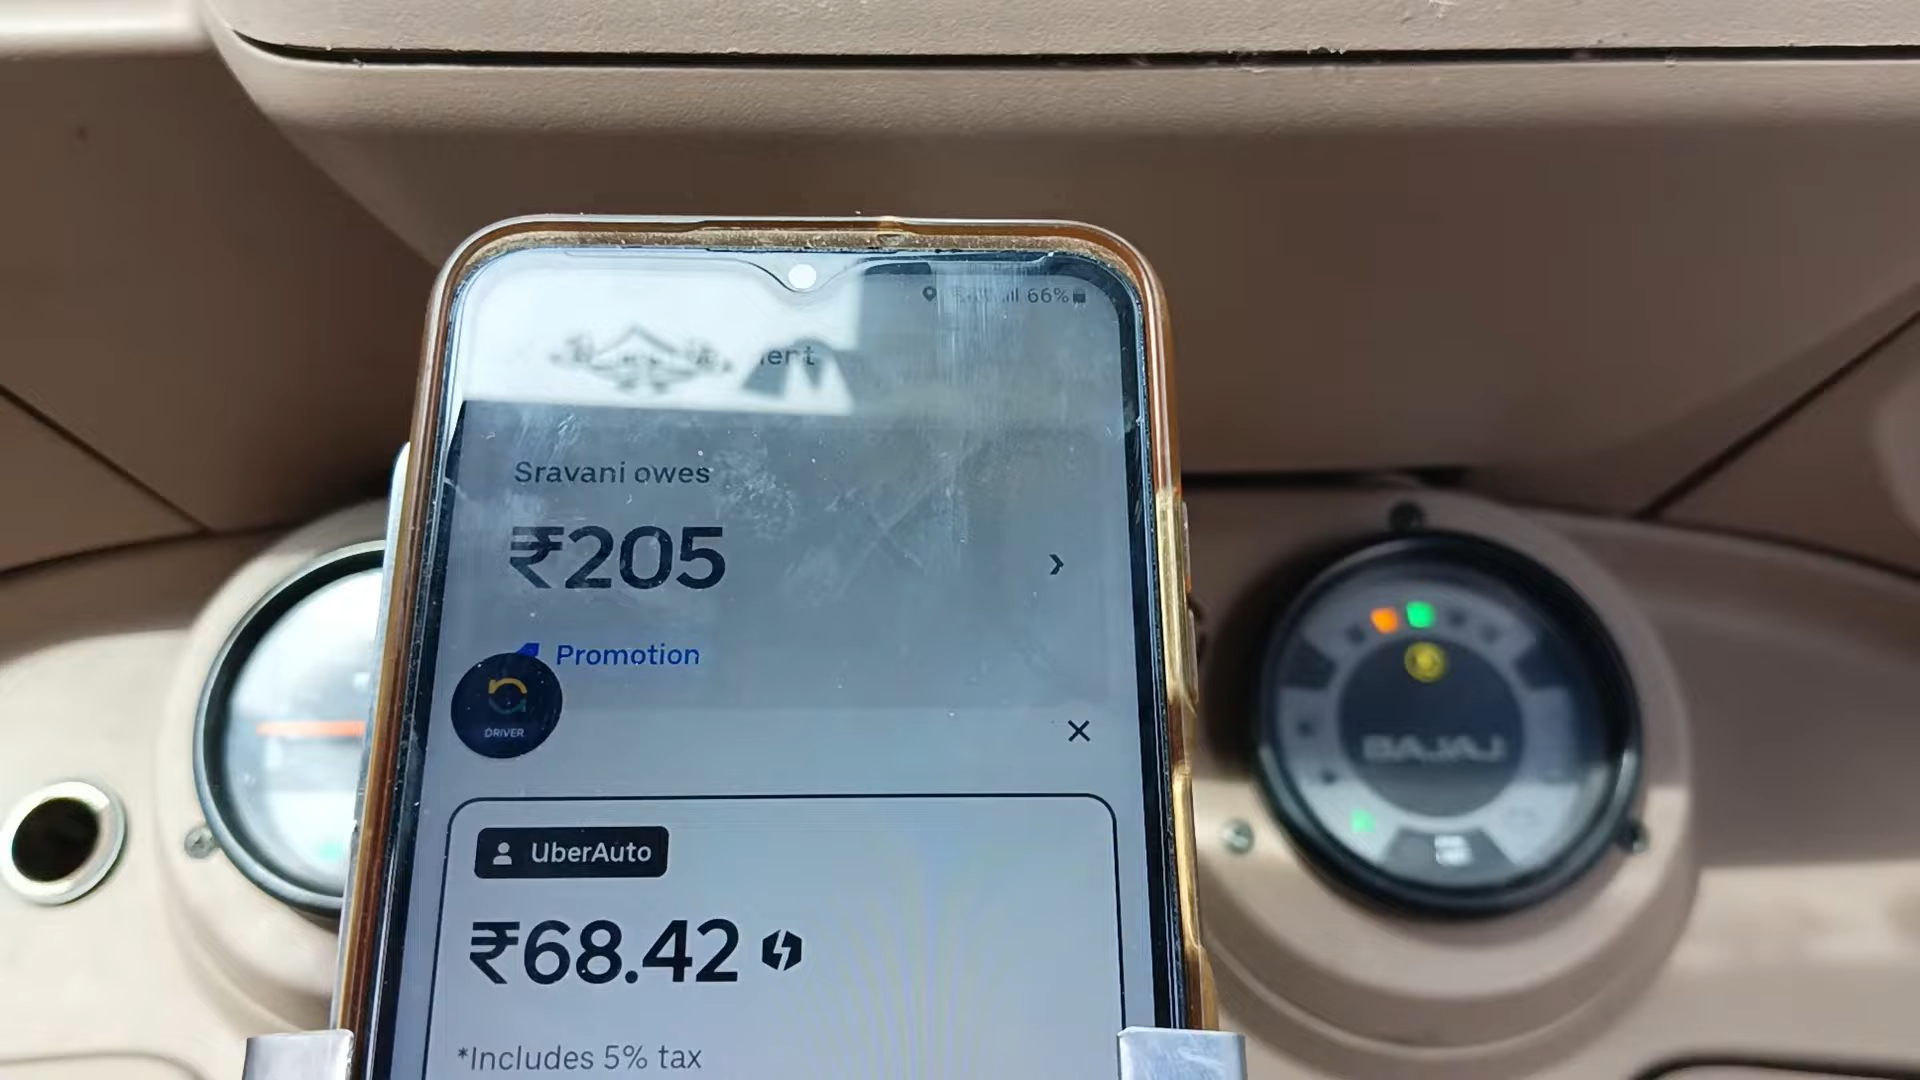 66%
Sravani owes
₹205
Promotion
DRIVER
UberAuto
₹68.42
*Includes 5% tax
BAJAJ